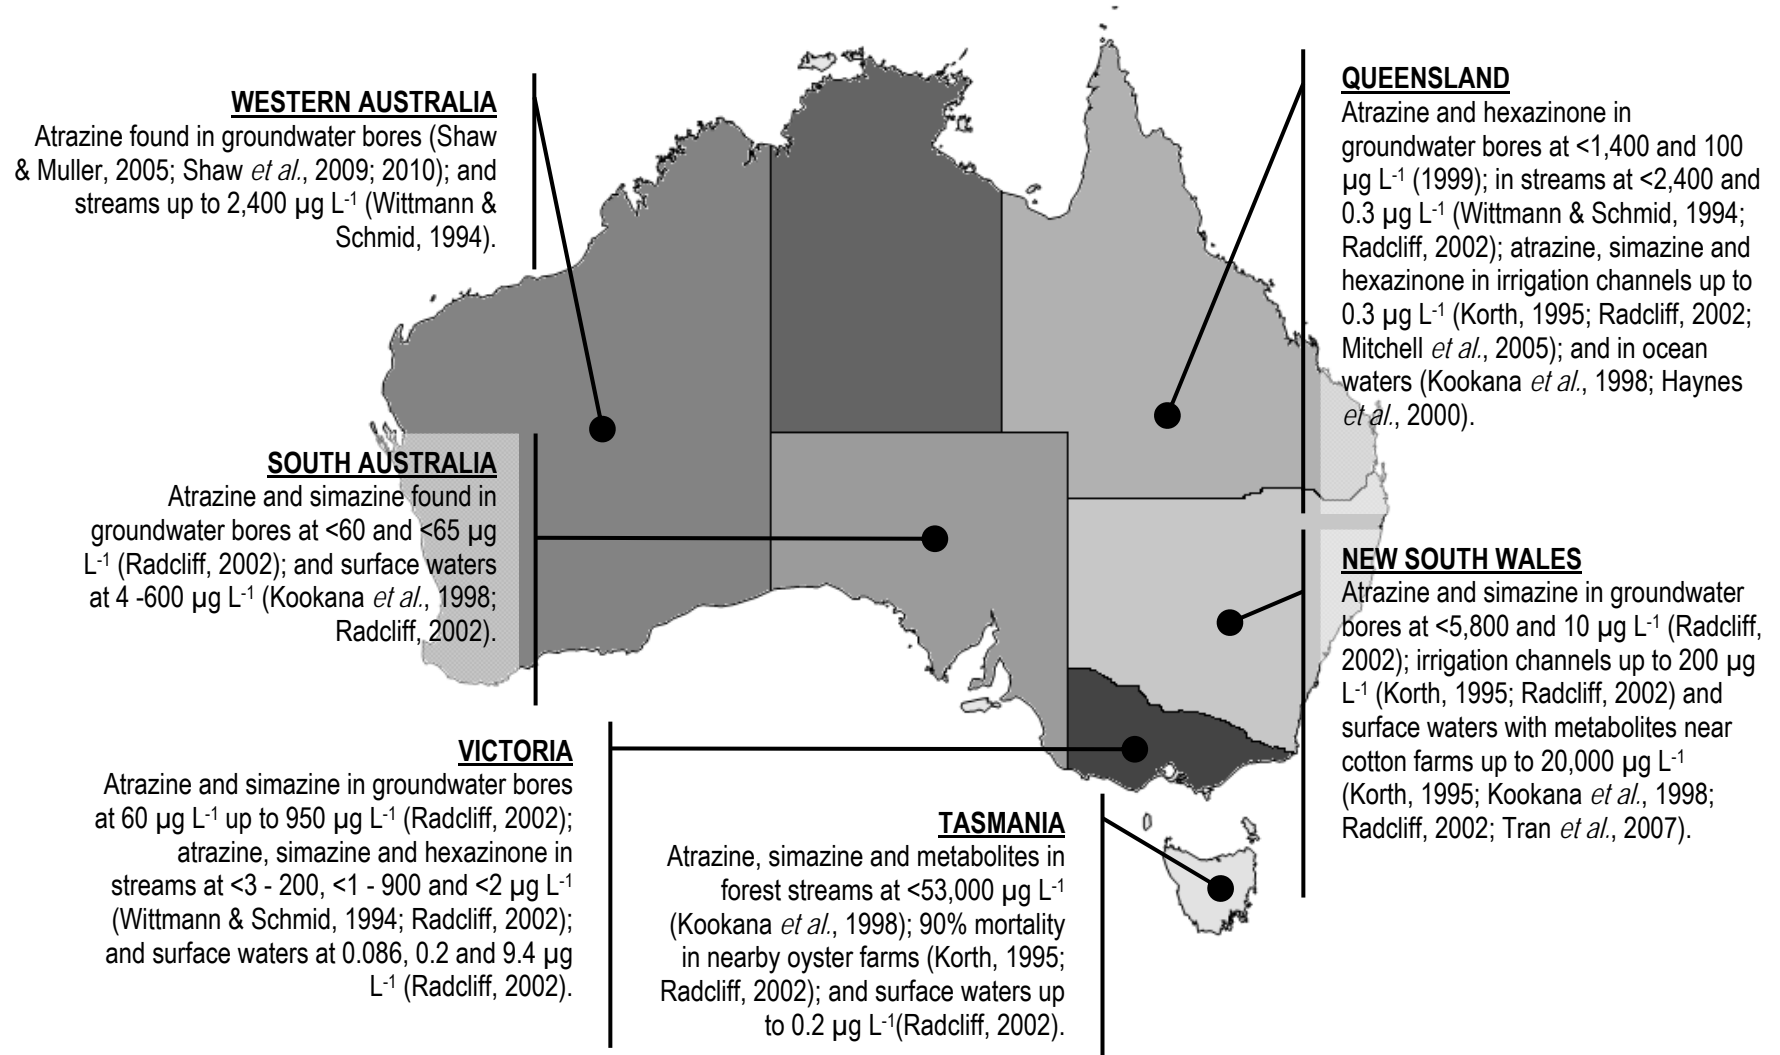 WESTERN AUSTRALIA
Atrazine found in groundwater bores (Shaw
& Muller, 2005; Shaw et al., 2009; 2010); and
streams up to 2,400 µg L⁻¹ (Wittmann &
Schmid, 1994).
SOUTH AUSTRALIA
Atrazine and simazine found in
groundwater bores at <60 and <65 µg
L⁻¹ (Radcliff, 2002); and surface waters
at 4 -600 µg L⁻¹ (Kookana et al., 1998;
Radcliff, 2002).
VICTORIA
Atrazine and simazine in groundwater bores
at 60 µg L⁻¹ up to 950 µg L⁻¹ (Radcliff, 2002);
atrazine, simazine and hexazinone in
streams at <3 - 200, <1 - 900 and <2 µg L⁻¹
(Wittmann & Schmid, 1994; Radcliff, 2002);
and surface waters at 0.086, 0.2 and 9.4 µg
L⁻¹ (Radcliff, 2002).
TASMANIA
Atrazine, simazine and metabolites in
forest streams at <53,000 µg L⁻¹
(Kookana et al., 1998); 90% mortality
in nearby oyster farms (Korth, 1995;
Radcliff, 2002); and surface waters up
to 0.2 µg L⁻¹(Radcliff, 2002).
QUEENSLAND
Atrazine and hexazinone in
groundwater bores at <1,400 and 100
µg L⁻¹ (1999); in streams at <2,400 and
0.3 µg L⁻¹ (Wittmann & Schmid, 1994;
Radcliff, 2002); atrazine, simazine and
hexazinone in irrigation channels up to
0.3 µg L⁻¹ (Korth, 1995; Radcliff, 2002;
Mitchell et al., 2005); and in ocean
waters (Kookana et al., 1998; Haynes
et al., 2000).
NEW SOUTH WALES
Atrazine and simazine in groundwater
bores at <5,800 and 10 µg L⁻¹ (Radcliff,
2002); irrigation channels up to 200 µg
L⁻¹ (Korth, 1995; Radcliff, 2002) and
surface waters with metabolites near
cotton farms up to 20,000 µg L⁻¹
(Korth, 1995; Kookana et al., 1998;
Radcliff, 2002; Tran et al., 2007).